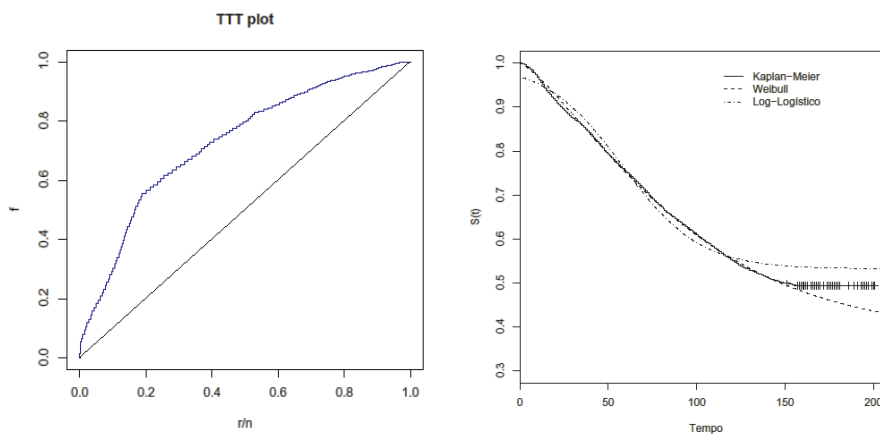 TTT plot
f
1.0
0.8
0.6
0.4
0.2
0.0
0.0 0.2 0.4 0.6 0.8 1.0
r/n
S(t)
1.0
0.9
0.8
0.7
0.6
0.5
0.4
0.3
Kaplan−Meier
Weibull
Log−Logístico
0 50 100 150 200
Tempo